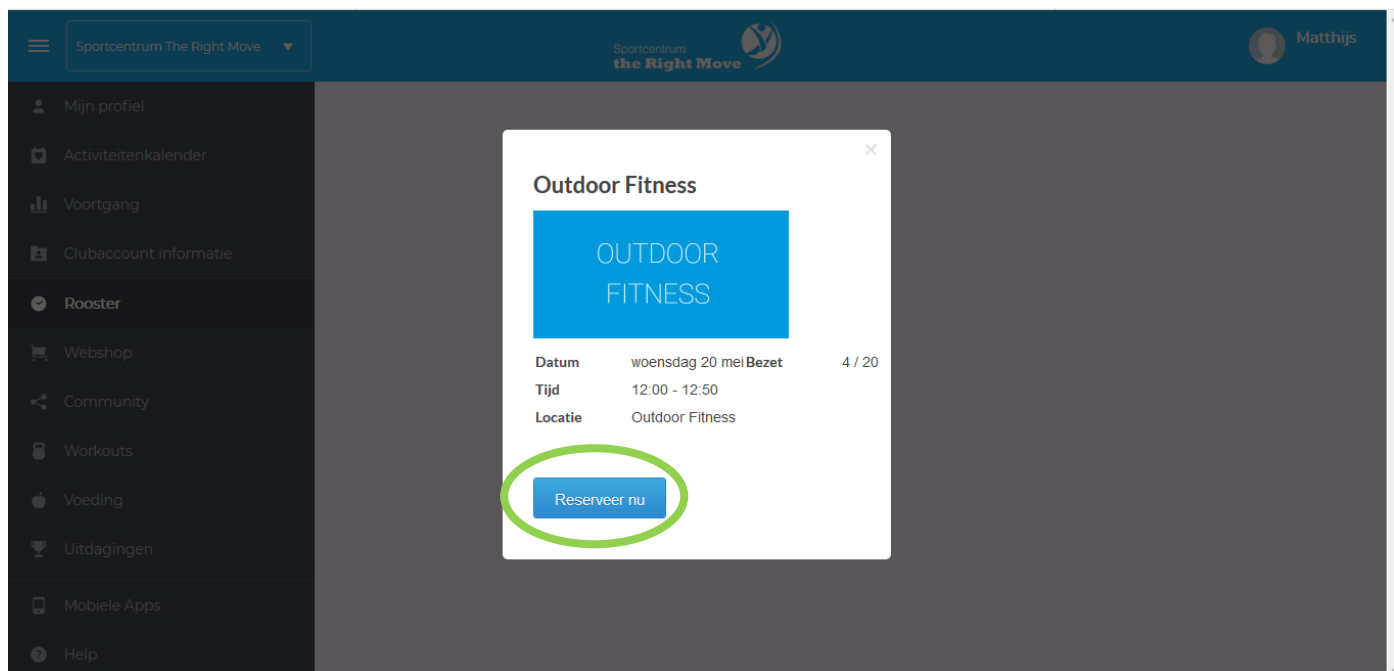 Sportcentrum The Right Move
Sportcentrum
the Right Move
Matthijs
Mijn profiel
Activiteitenkalender
Voortgang
Clubaccount informatie
Rooster
Webshop
Community
Workouts
Voeding
Uitdagingen
Mobiele Apps
Help
Outdoor Fitness
OUTDOOR
FITNESS
Datum woensdag 20 mei Bezet 4 / 20
Tijd 12:00 - 12:50
Locatie Outdoor Fitness
Reserveer nu